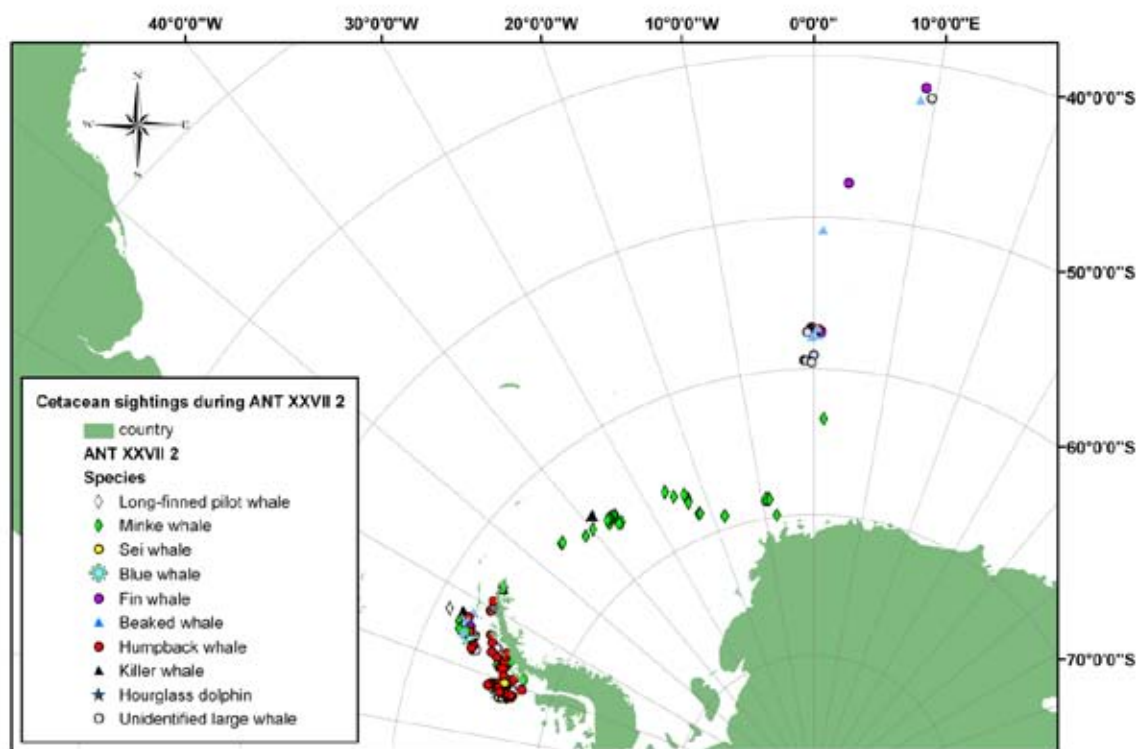 40°0'0"W 30°0'0"W 20°0'0"W 10°0'0"W 0°0'0" 10°0'0"E
N
W E
S
40°0'0"S
50°0'0"S
60°0'0"S
70°0'0"S
Cetacean sightings during ANT XXVII 2
country
ANT XXVII 2
Species
Long-finned pilot whale
Minke whale
Sei whale
Blue whale
Fin whale
Beaked whale
Humpback whale
Killer whale
Hourglass dolphin
Unidentified large whale